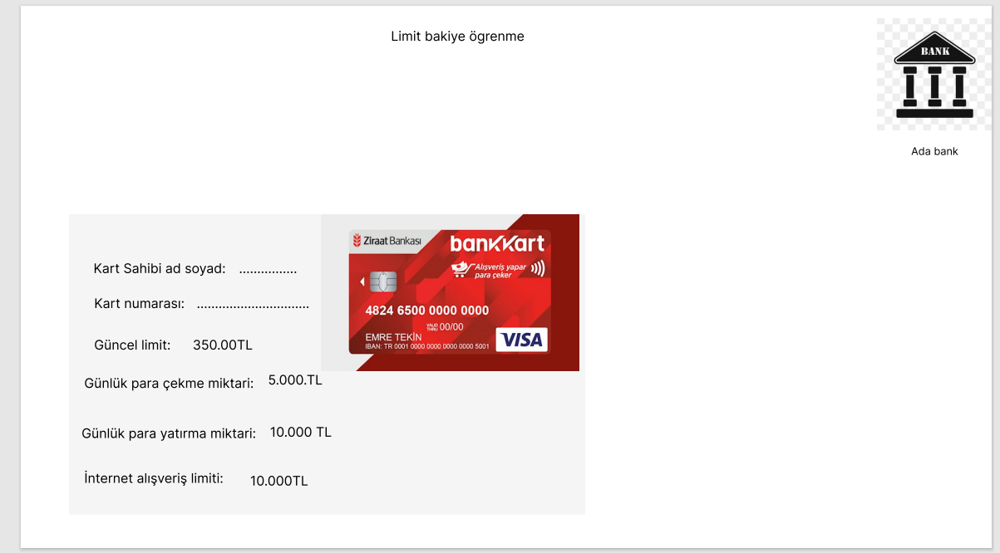 Limit bakiye ögrenme
BANK
Ada bank
Kart Sahibi ad soyad: ................
Kart numarası: ...............................
Güncel limit: 350.00TL
Günlük para çekme miktari: 5.000.TL
Günlük para yatırma miktari: 10.000 TL
İnternet alışveriş limiti: 10.000TL
Ziraat Bankası
bankkart
Alışveriş yapar
para çeker
4824 6500 0000 0000
VALID
THRU 00/00
EMRE TEKİN
IBAN: TR 0001 0000 0000 0000 0000 5001
VISA